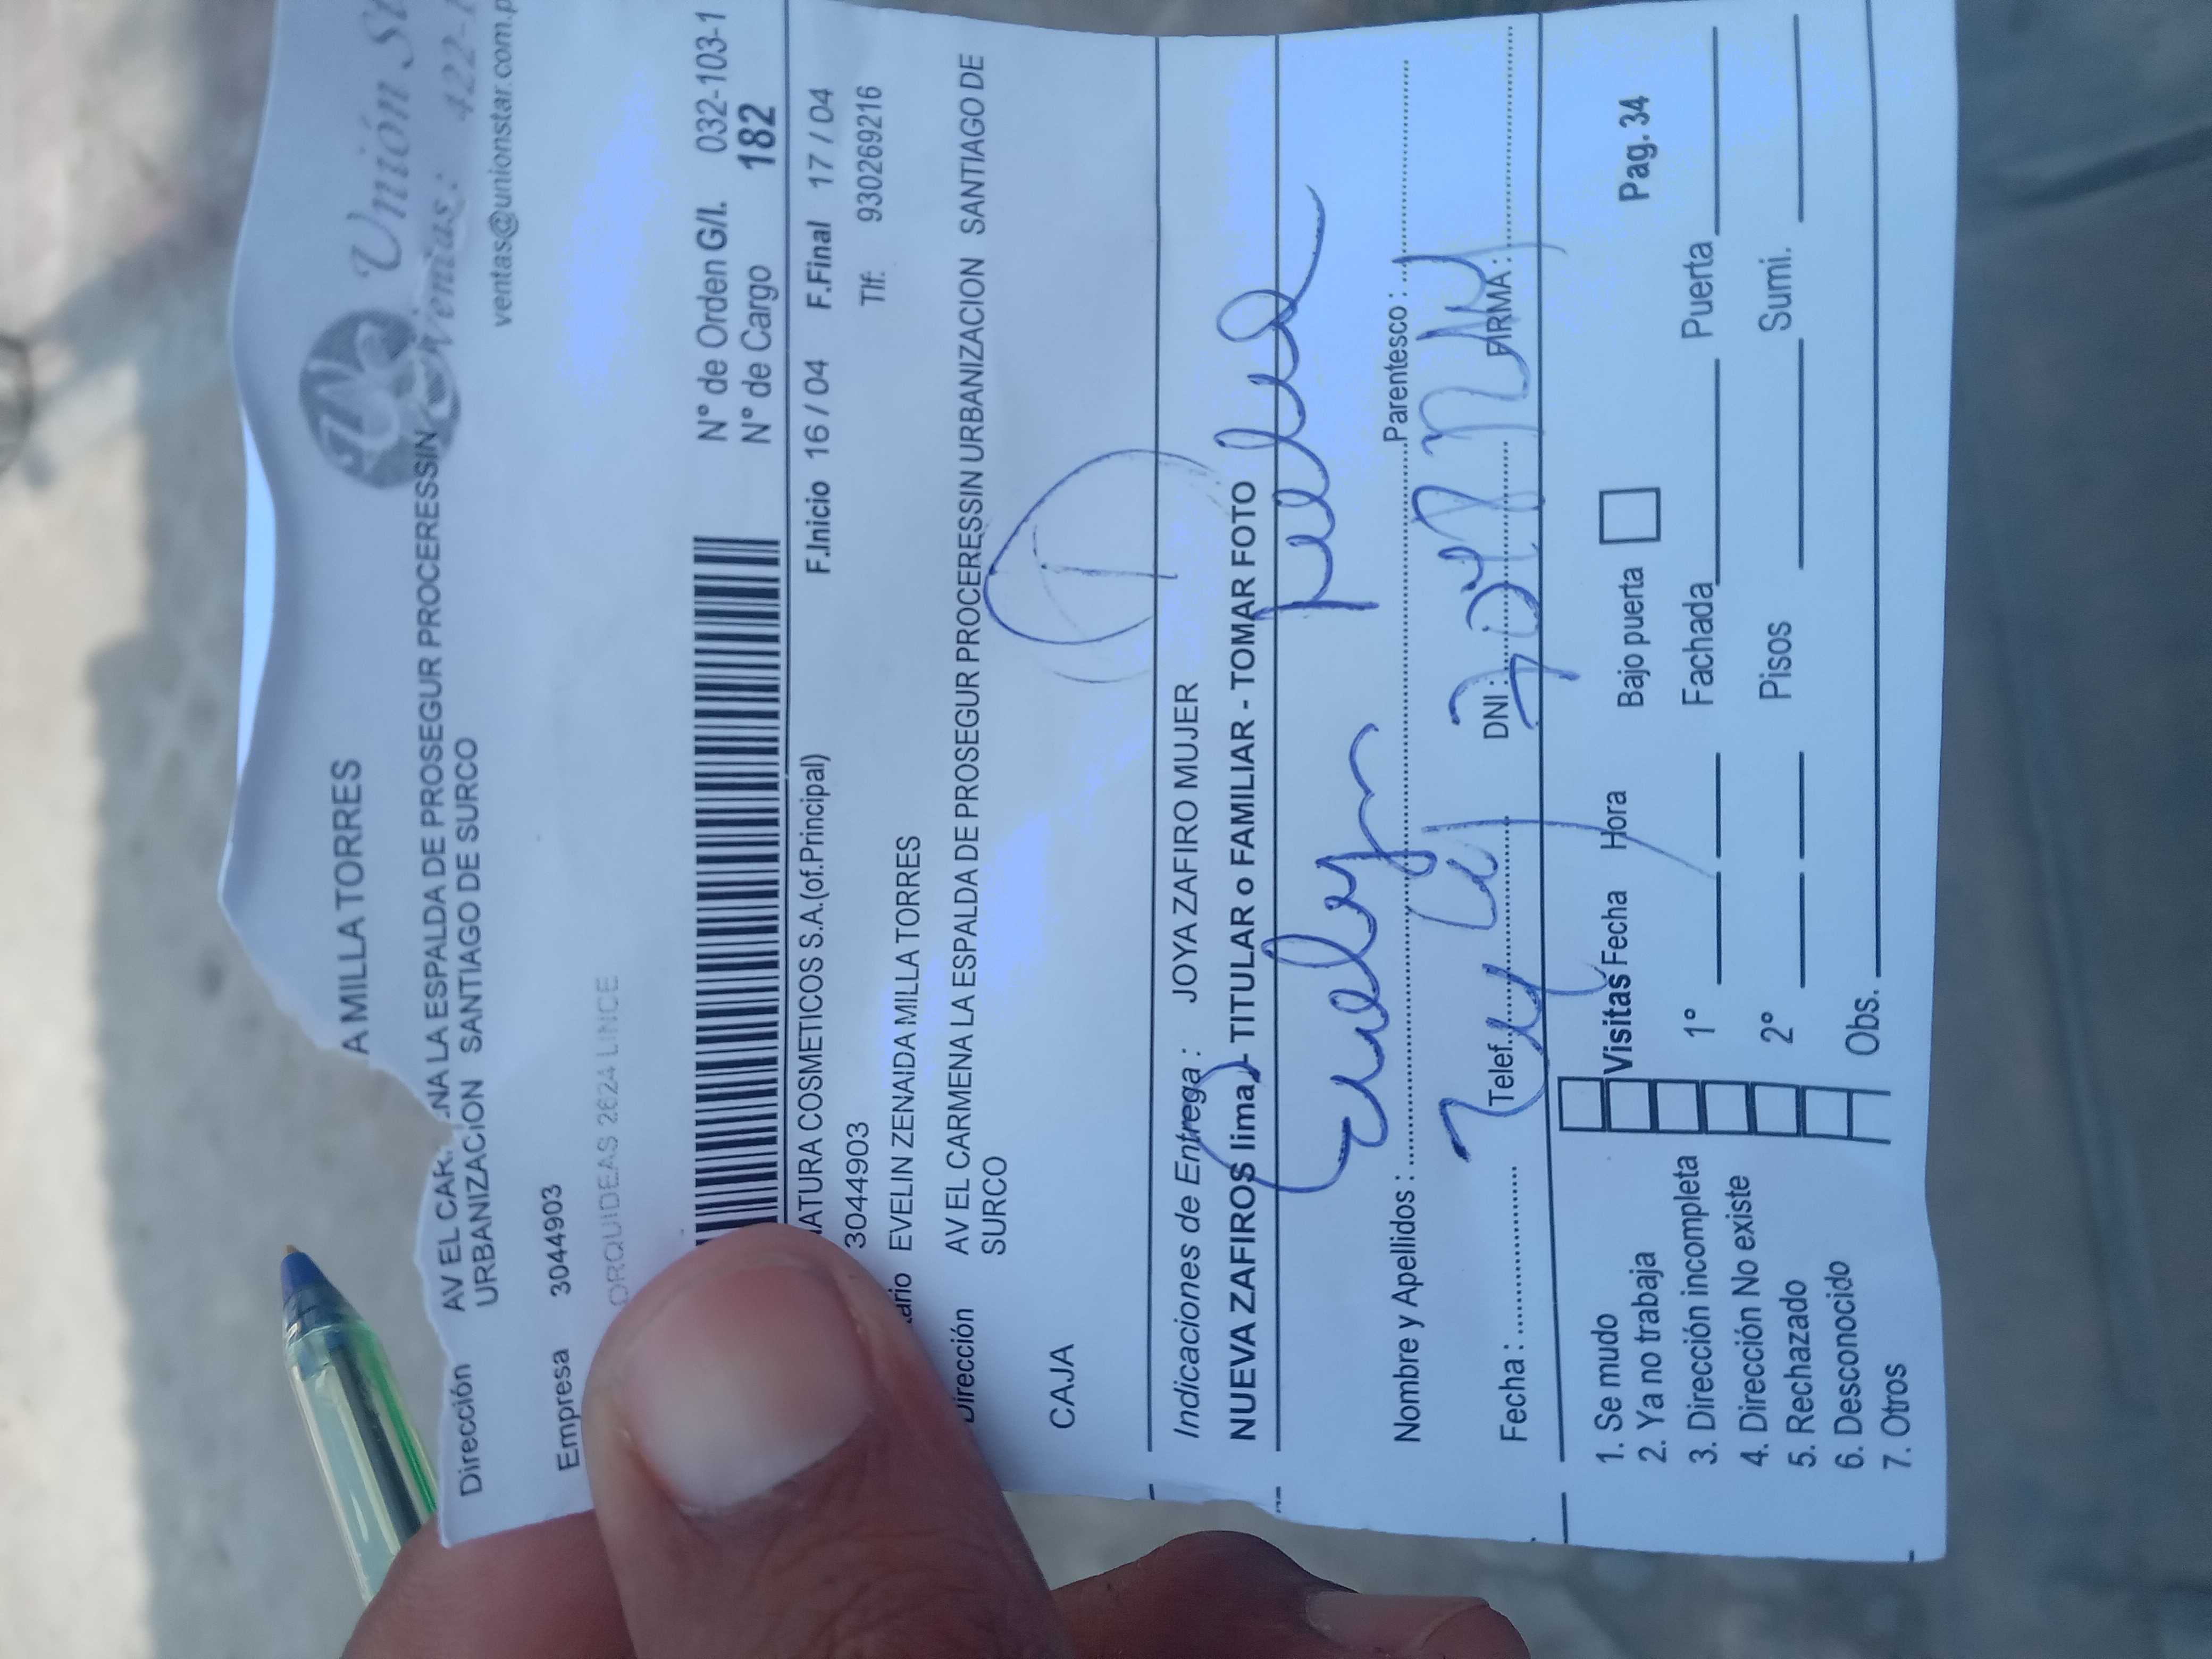 A MILLA TORRES
Unión
Ventas: 422-
ventas@unionstar.com.p
Dirección AV EL CAR NA LA ESPALDA DE PROSEGUR PROCERESSIN
URBANIZACION SANTIAGO DE SURCO
Empresa 3044903
ORQUIDEAS 2624 LINCE
N° de Orden G/I. 032-103-1
N° de Cargo 182
ATURA COSMETICOS S.A.(of.Principal) F.Inicio 16 / 04 F.Final 17 / 04
3044903 Tlf: 930269216
ario EVELIN ZENAIDA MILLA TORRES
Dirección AV EL CARMENA LA ESPALDA DE PROSEGUR PROCERESSIN URBANIZACION SANTIAGO DE
SURCO
CAJA
Indicaciones de Entrega : JOYA ZAFIRO MUJER
NUEVA ZAFIROS lima - TITULAR o FAMILIAR - TOMAR FOTO
Nombre y Apellidos : Parentesco :
Fecha : Telef. DNI : FIRMA :
1. Se mudo
2. Ya no trabaja
3. Dirección incompleta
4. Dirección No existe
5. Rechazado
6. Desconocido
7. Otros
Visitas Fecha Hora Bajo puerta Pag. 34
1° Fachada Puerta
2° Pisos Sumi.
Obs.